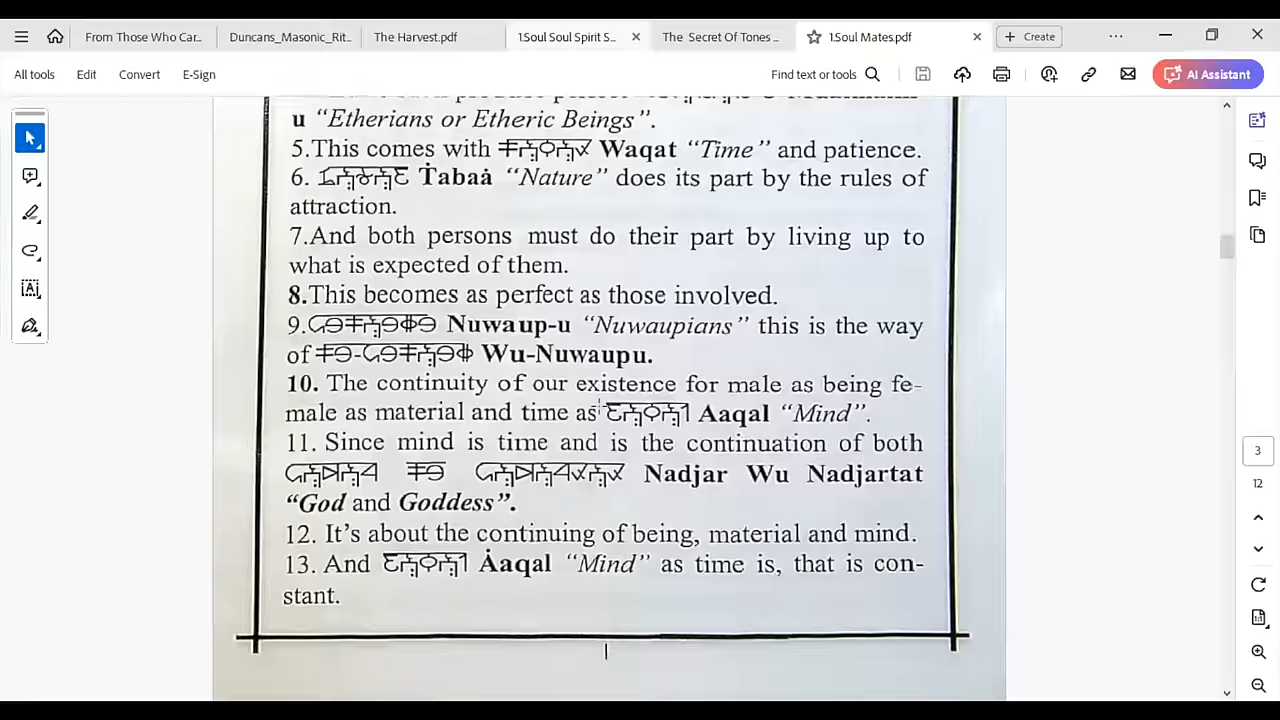 From Those Who Car...
Duncans_Masonic_Rit...
The Harvest.pdf
1.Soul Soul Spirit S...
The Secret Of Tones ...
1.Soul Mates.pdf
Create
All tools
Edit
Convert
E-Sign
Find text or tools
AI Assistant
u “Etherians or Etheric Beings”.
5.This comes with Waqat “Time” and patience.
6. Ṫabaȧ “Nature” does its part by the rules of
attraction.
7.And both persons must do their part by living up to
what is expected of them.
8.This becomes as perfect as those involved.
9. Nuwaup-u “Nuwaupians” this is the way
of Wu-Nuwaupu.
10. The continuity of our existence for male as being fe-
male as material and time as Aaqal “Mind”.
11. Since mind is time and is the continuation of both
Nadjar Wu Nadjartat
“God and Goddess”.
12. It’s about the continuing of being, material and mind.
13. And Ȧaqal “Mind” as time is, that is con-
stant.
3
12